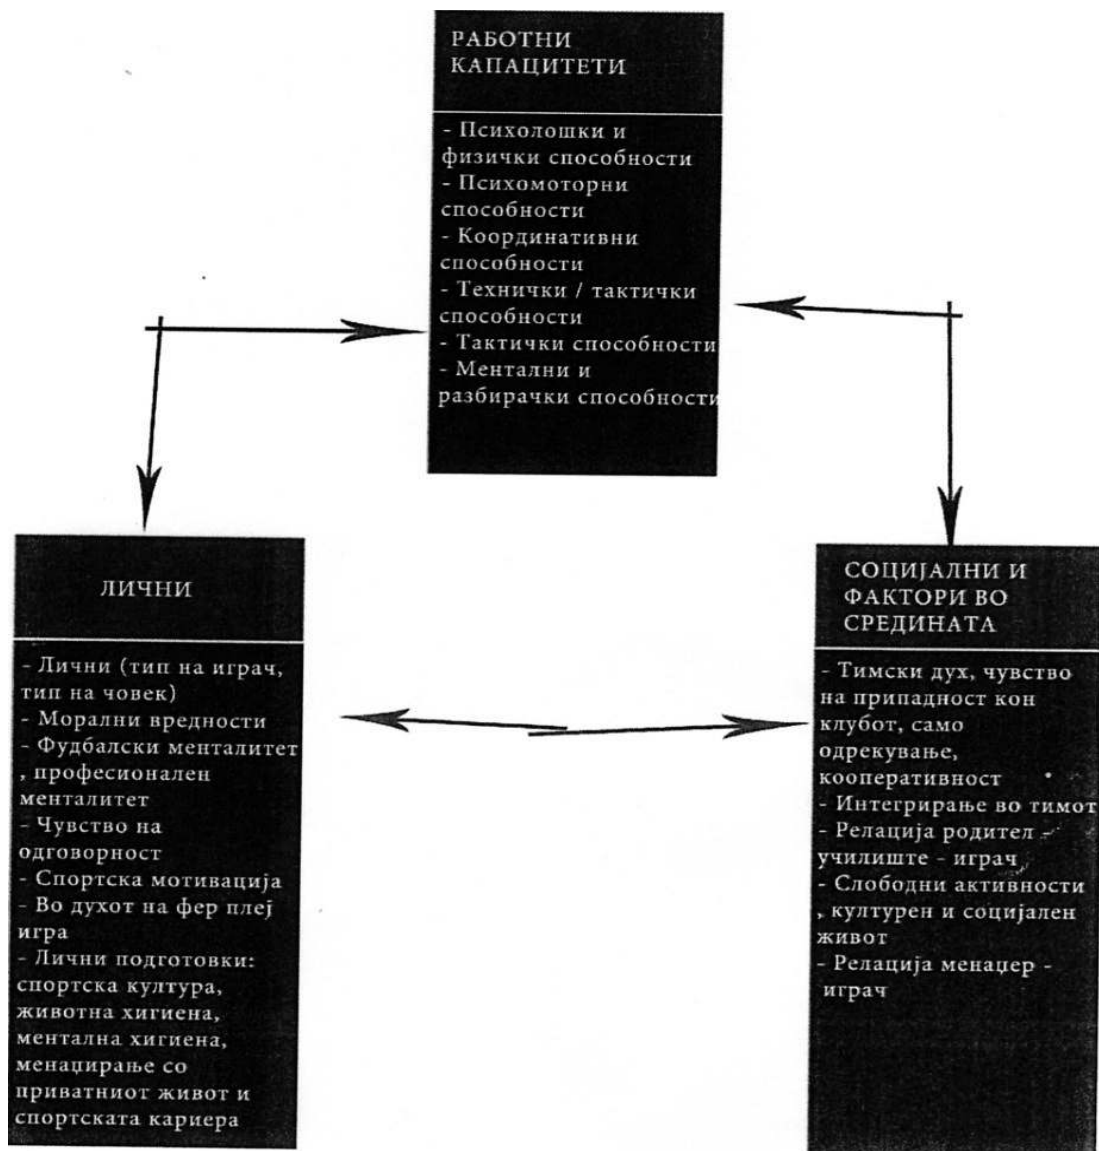 РАБОТНИ
КАПАЦИТЕТИ
- Психолошки и
физички способности
- Психомоторни
способности
- Координативни
способности
- Технички / тактички
способности
- Тактички способности
- Ментални и
разбирачки способности
ЛИЧНИ
- Лични (тип на играч,
тип на човек)
- Морални вредности
- Фудбалски менталитет
, професионален
менталитет
- Чувство на
одговорност
- Спортска мотивација
- Во духот на фер плеј
игра
- Лични подготовки:
спортска култура,
животна хигиена,
ментална хигиена,
менаџирање со
приватниот живот и
спортската кариера
СОЦИЈАЛНИ И
ФАКТОРИ ВО
СРЕДИНАТА
- Тимски дух, чувство
на припадност кон
клубот, само
одрекување,
кооперативност
- Интегрирање во тимот
- Релација родител -
училиште - играч
- Слободни активности
, културен и социјален
живот
- Релација менаџер -
играч